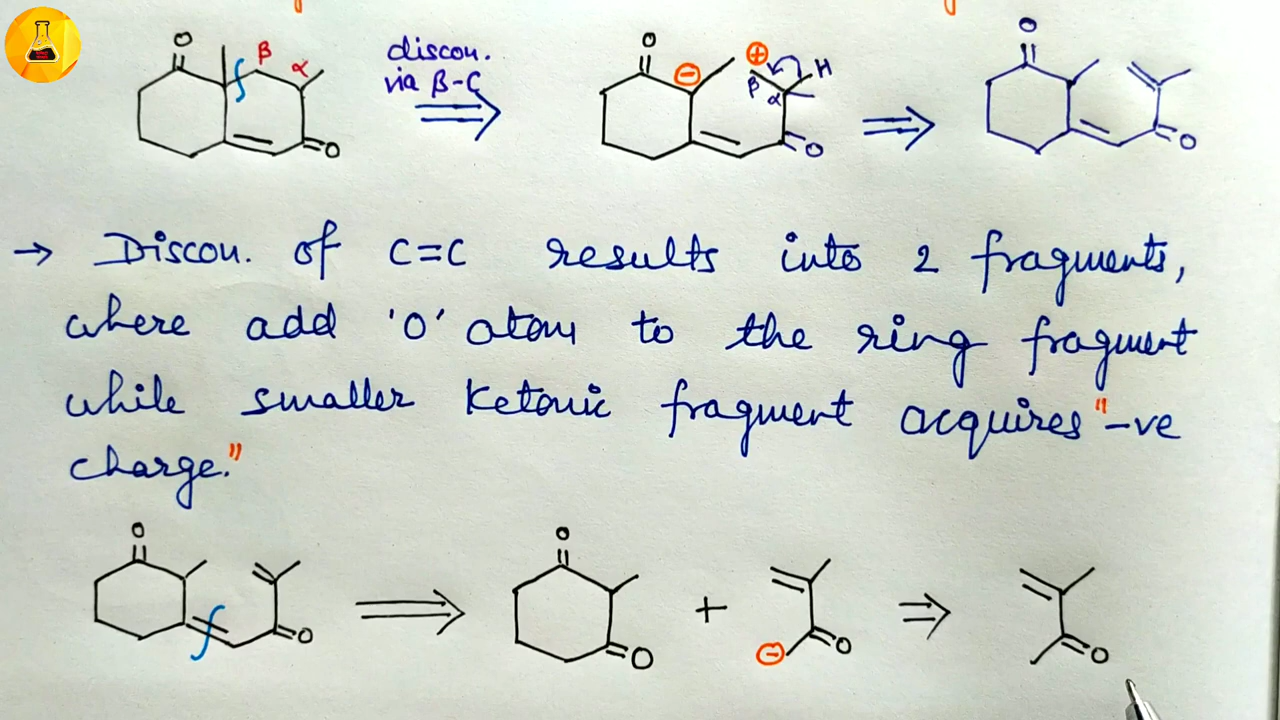 O β α discon. O ⊖ ⊕ H O
via β-C β α
O O O
→ Discon. of C=C results into 2 fragments,
where add 'O' atom to the ring fragment
while smaller Ketonic fragment acquires "-ve
charge."
O O
+
O O ⊖ O O